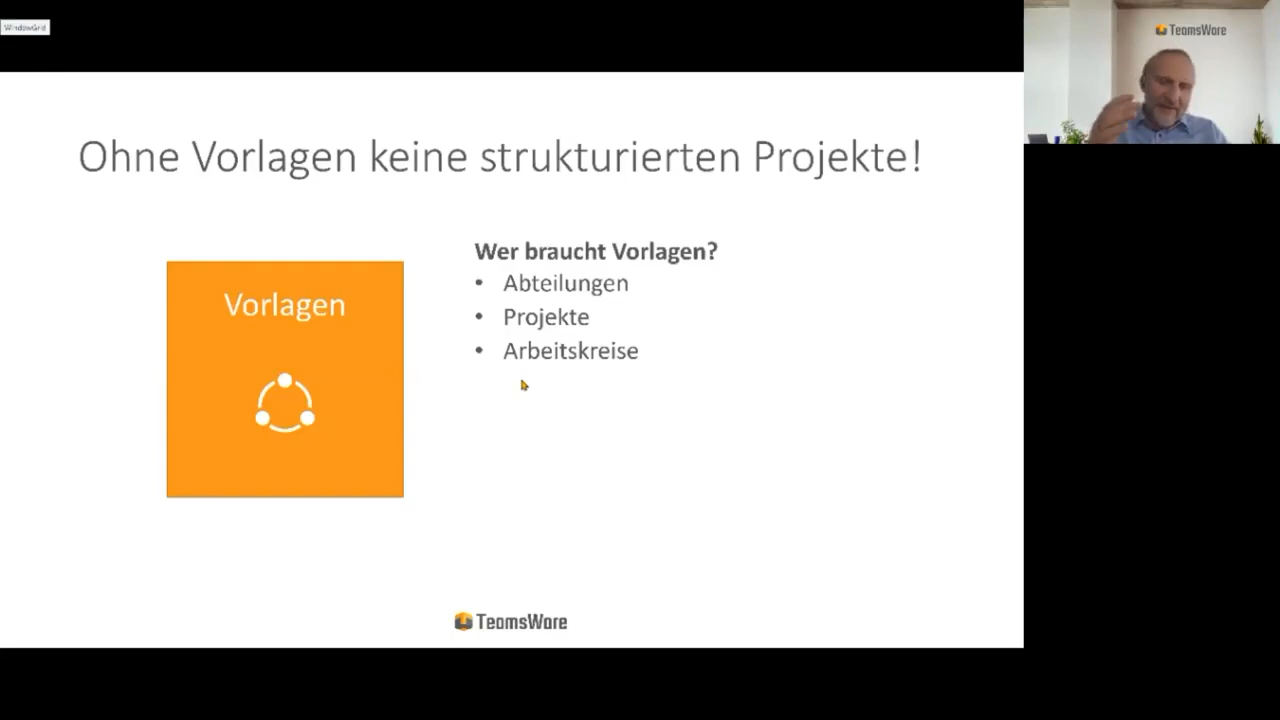 WindowGrid
TeamsWare
Ohne Vorlagen keine strukturierten Projekte!
Vorlagen
Wer braucht Vorlagen?
• Abteilungen
• Projekte
• Arbeitskreise
TeamsWare